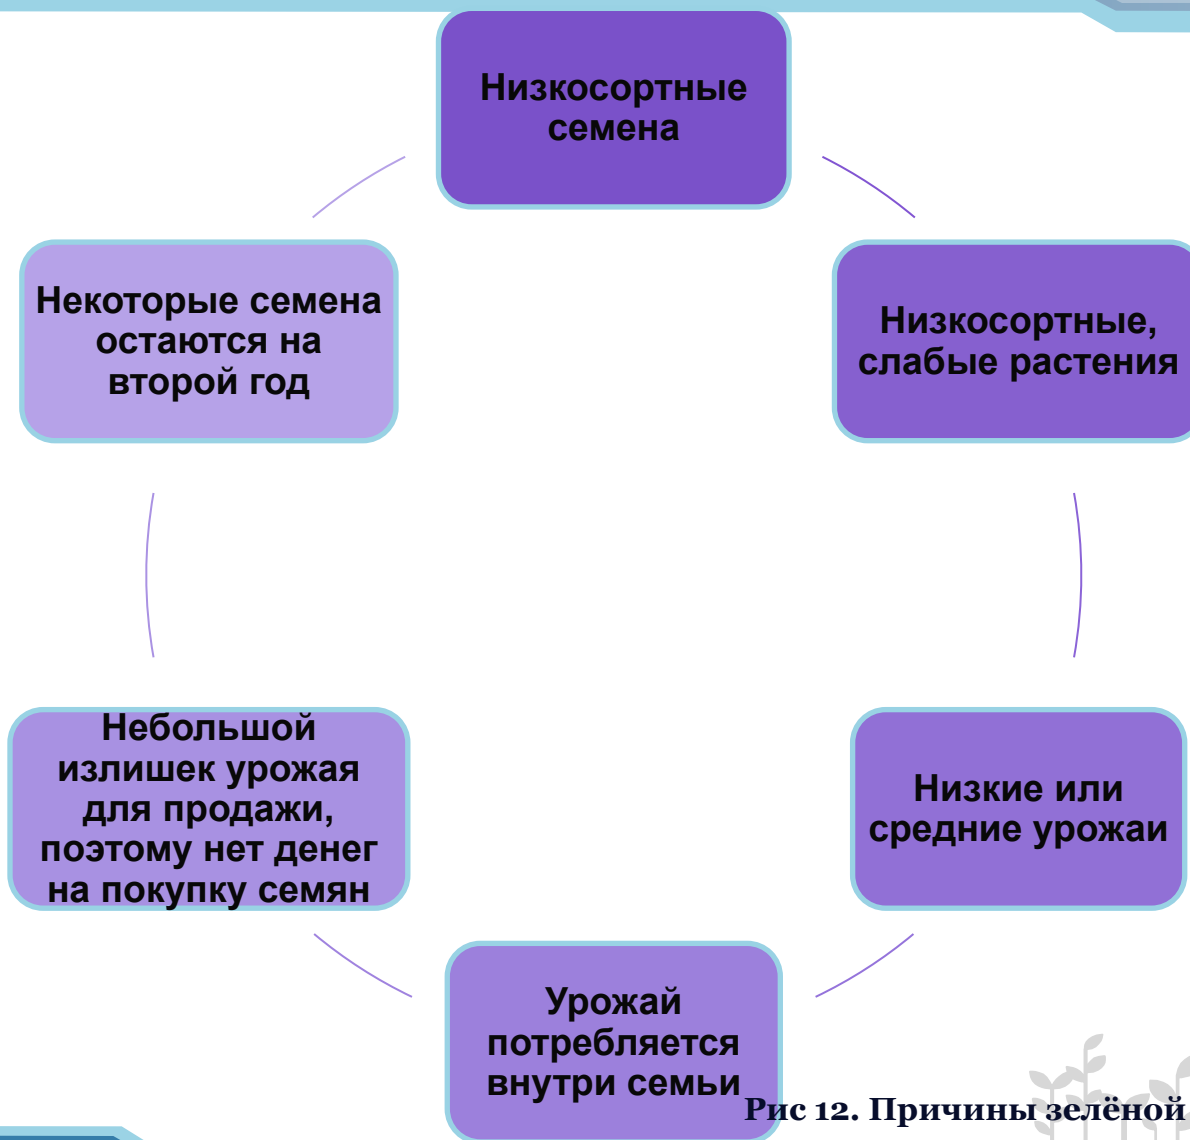 Низкосортные
семена
Низкосортные,
слабые растения
Низкие или
средние урожаи
Урожай
потребляется
внутри семьи
Небольшой
излишек урожая
для продажи,
поэтому нет денег
на покупку семян
Некоторые семена
остаются на
второй год
Рис 12. Причины зелёной